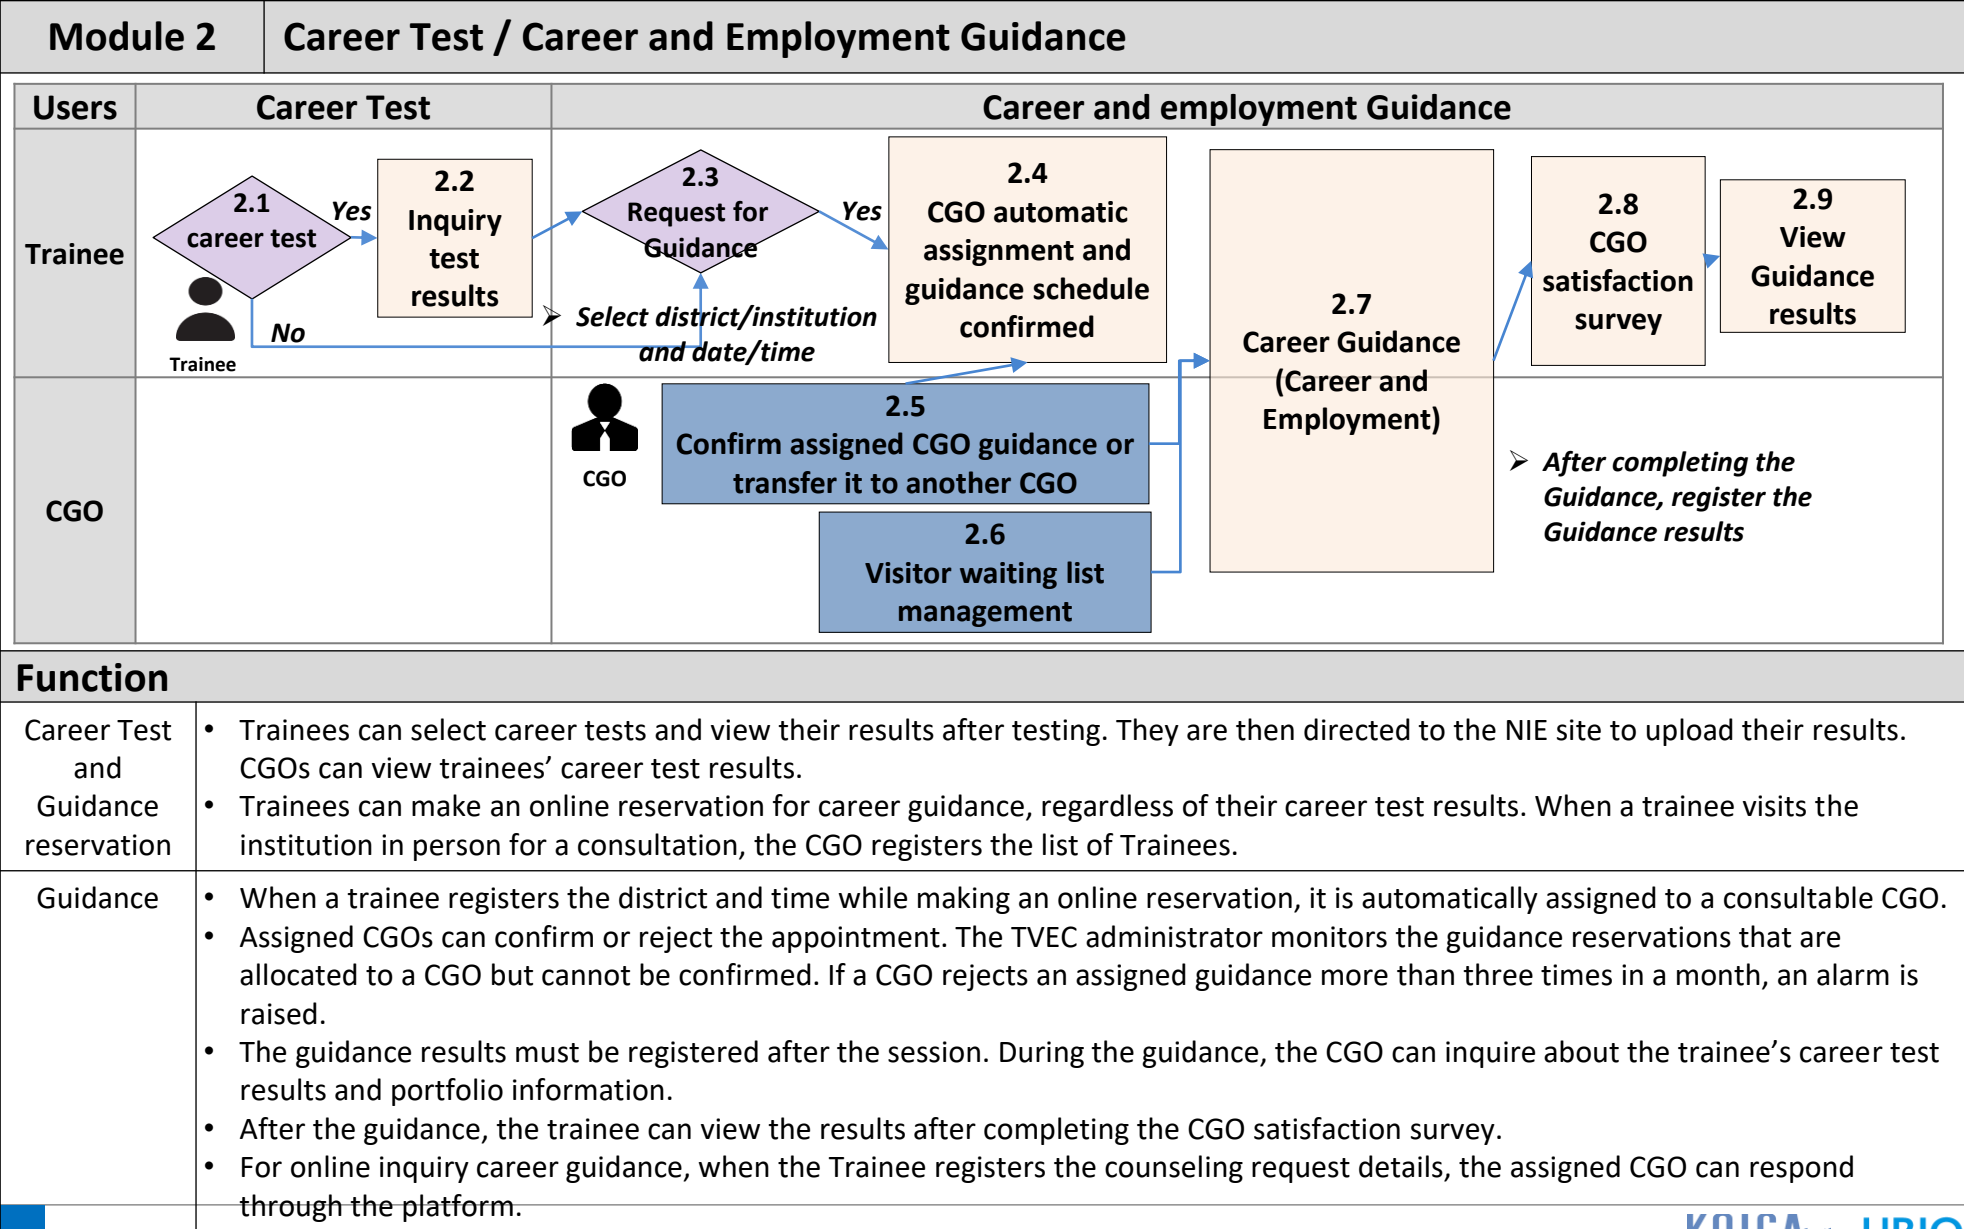 Module 2
Career Test / Career and Employment Guidance
Users
Career Test
Career and employment Guidance
Trainee
2.1
career test
Yes
No
Trainee
2.2
Inquiry
test
results
2.3
Request for
Guidance
Yes
➢ Select district/institution
and date/time
2.4
CGO automatic
assignment and
guidance schedule
confirmed
2.7
Career Guidance
(Career and
Employment)
2.8
CGO
satisfaction
survey
2.9
View
Guidance
results
CGO
CGO
2.5
Confirm assigned CGO guidance or
transfer it to another CGO
2.6
Visitor waiting list
management
➢ After completing the
Guidance, register the
Guidance results
Function
Career Test
and
Guidance
reservation
• Trainees can select career tests and view their results after testing. They are then directed to the NIE site to upload their results.
CGOs can view trainees’ career test results.
• Trainees can make an online reservation for career guidance, regardless of their career test results. When a trainee visits the
institution in person for a consultation, the CGO registers the list of Trainees.
Guidance
• When a trainee registers the district and time while making an online reservation, it is automatically assigned to a consultable CGO.
• Assigned CGOs can confirm or reject the appointment. The TVEC administrator monitors the guidance reservations that are
allocated to a CGO but cannot be confirmed. If a CGO rejects an assigned guidance more than three times in a month, an alarm is
raised.
• The guidance results must be registered after the session. During the guidance, the CGO can inquire about the trainee’s career test
results and portfolio information.
• After the guidance, the trainee can view the results after completing the CGO satisfaction survey.
• For online inquiry career guidance, when the Trainee registers the counseling request details, the assigned CGO can respond
through the platform.